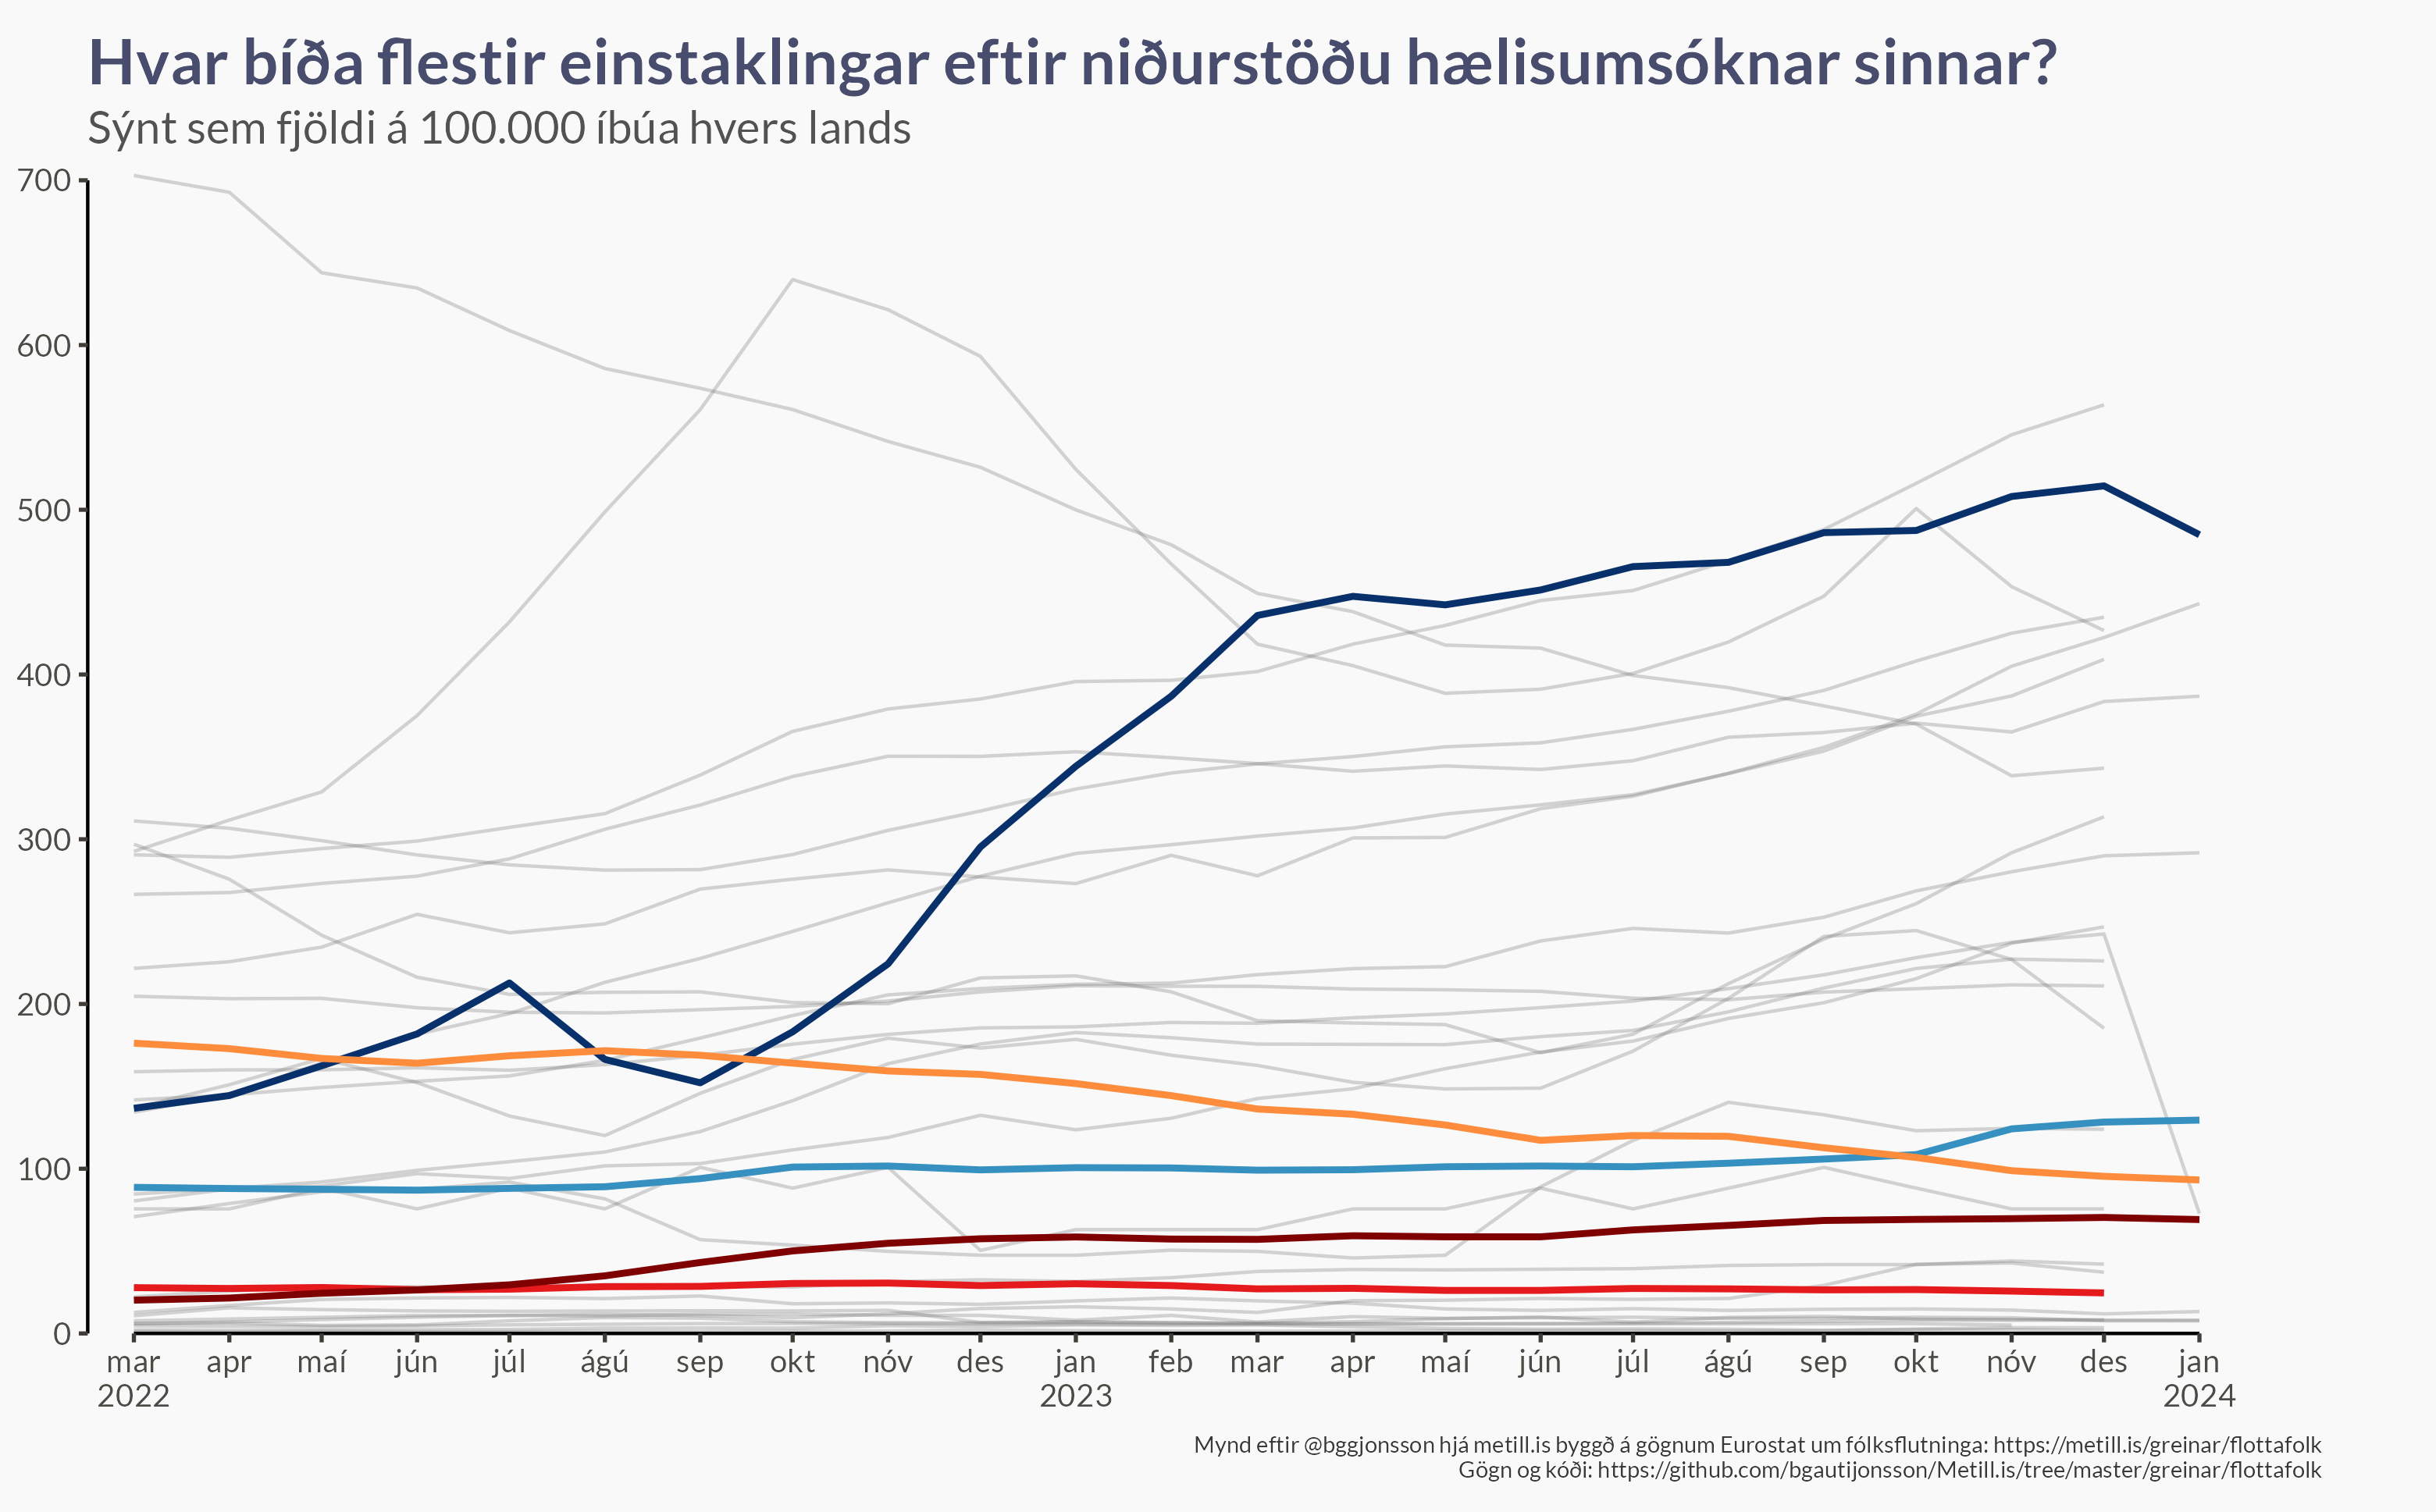 Hvar bíða flestir einstaklingar eftir niðurstöðu hælisumsóknar sinnar?
Sýnt sem fjöldi á 100.000 íbúa hvers lands
700
600
500
400
300
200
100
0
mar apr maí jún júl ágú sep okt nóv des jan feb mar apr maí jún júl ágú sep okt nóv des jan
2022 2023 2024
Mynd eftir @bggjonsson hjá metill.is byggð á gögnum Eurostat um fólksflutninga: https://metill.is/greinar/flottafolk
Gögn og kóði: https://github.com/bgautijonsson/Metill.is/tree/master/greinar/flottafolk